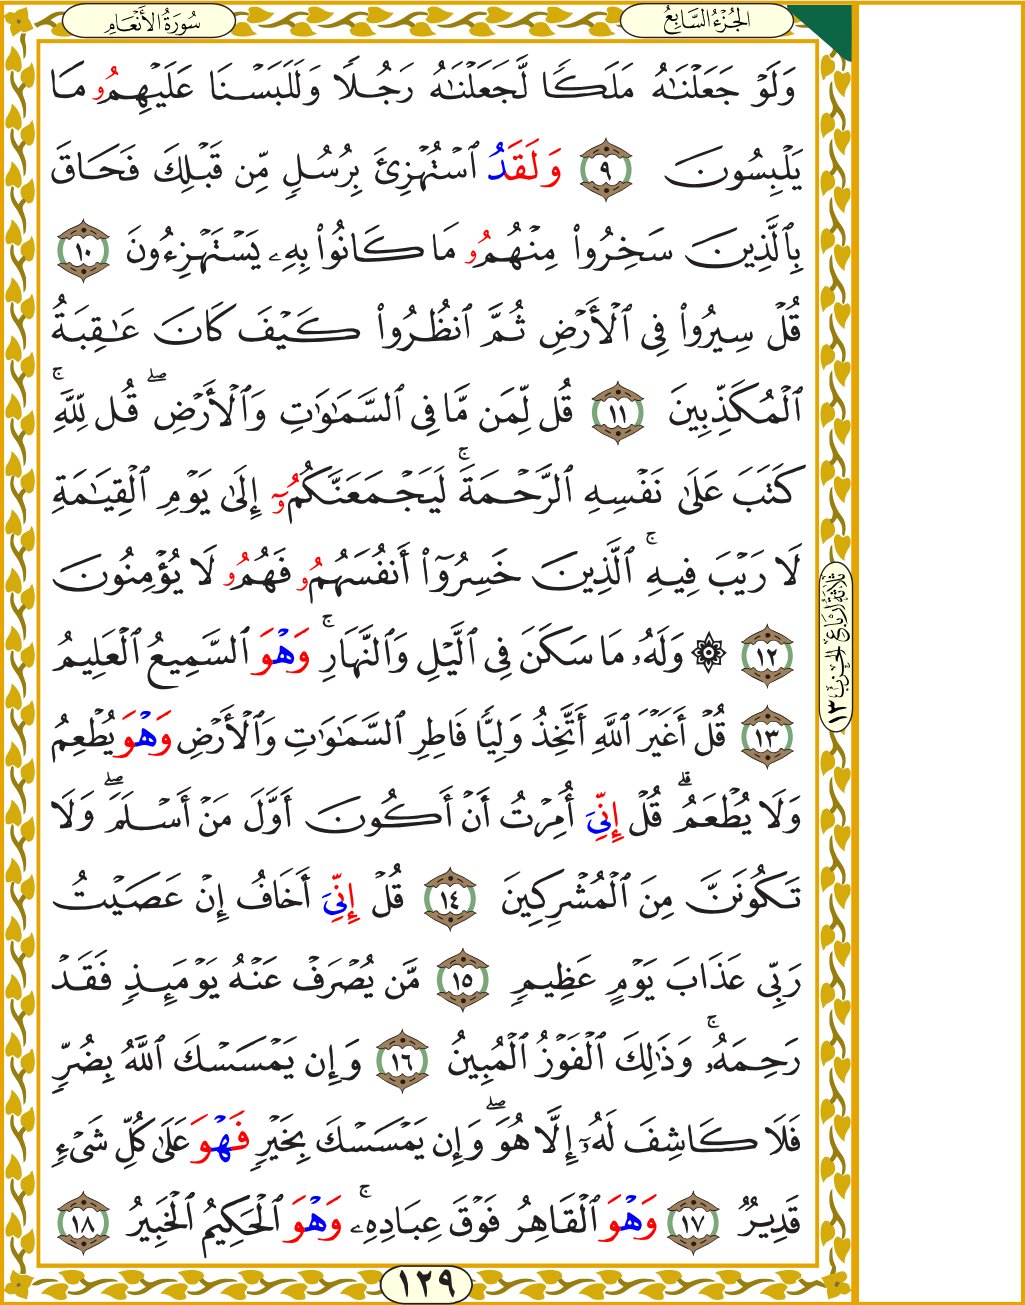 سُورَةُ الأَنْعَامِ
الجُزْءُ السَّابِعُ
وَلَوْ جَعَلْنَٰهُ مَلَكًا لَّجَعَلْنَٰهُ رَجُلًا وَلَلَبَسْنَا عَلَيْهِمُۥ مَا
يَلْبِسُونَ ٩ وَلَقَدُ ٱسْتُهْزِئَ بِرُسُلٍ مِّن قَبْلِكَ فَحَاقَ
بِٱلَّذِينَ سَخِرُواْ مِنْهُمُۥ مَا كَانُواْ بِهِۦ يَسْتَهْزِءُونَ ١٠
قُلْ سِيرُواْ فِي ٱلْأَرْضِ ثُمَّ ٱنظُرُواْ كَيْفَ كَانَ عَٰقِبَةُ
ٱلْمُكَذِّبِينَ ١١ قُل لِّمَن مَّا فِي ٱلسَّمَٰوَٰتِ وَٱلْأَرْضِۖ قُل لِّلَّهِۚ
كَتَبَ عَلَىٰ نَفْسِهِ ٱلرَّحْمَةَۚ لَيَجْمَعَنَّكُمُۥٓ إِلَىٰ يَوْمِ ٱلْقِيَٰمَةِ
لَا رَيْبَ فِيهِۚ ٱلَّذِينَ خَسِرُوٓاْ أَنفُسَهُمُۥ فَهُمُۥ لَا يُؤْمِنُونَ
١٢ ۞ وَلَهُۥ مَا سَكَنَ فِي ٱلَّيْلِ وَٱلنَّهَارِۚ وَهْوَ ٱلسَّمِيعُ ٱلْعَلِيمُ
١٣ قُلْ أَغَيْرَ ٱللَّهِ أَتَّخِذُ وَلِيًّا فَاطِرِ ٱلسَّمَٰوَٰتِ وَٱلْأَرْضِ وَهْوَ يُطْعِمُ
وَلَا يُطْعَمُۗ قُلْ إِنِّيَ أُمِرْتُ أَنْ أَكُونَ أَوَّلَ مَنْ أَسْلَمَۖ وَلَا
تَكُونَنَّ مِنَ ٱلْمُشْرِكِينَ ١٤ قُلْ إِنِّيَ أَخَافُ إِنْ عَصَيْتُ
رَبِّي عَذَابَ يَوْمٍ عَظِيمٍ ١٥ مَّن يُصْرَفْ عَنْهُ يَوْمَئِذٍ فَقَدْ
رَحِمَهُۥۚ وَذَٰلِكَ ٱلْفَوْزُ ٱلْمُبِينُ ١٦ وَإِن يَمْسَسْكَ ٱللَّهُ بِضُرٍّ
فَلَا كَاشِفَ لَهُۥٓ إِلَّا هُوَۖ وَإِن يَمْسَسْكَ بِخَيْرٍ فَهْوَ عَلَىٰ كُلِّ شَيْءٍ
قَدِيرٌ ١٧ وَهْوَ ٱلْقَاهِرُ فَوْقَ عِبَادِهِۦۚ وَهْوَ ٱلْحَكِيمُ ٱلْخَبِيرُ ١٨
ثَلَاثَةُ أَرْبَاعِ الْحِزْبِ ١٣
١٢٩